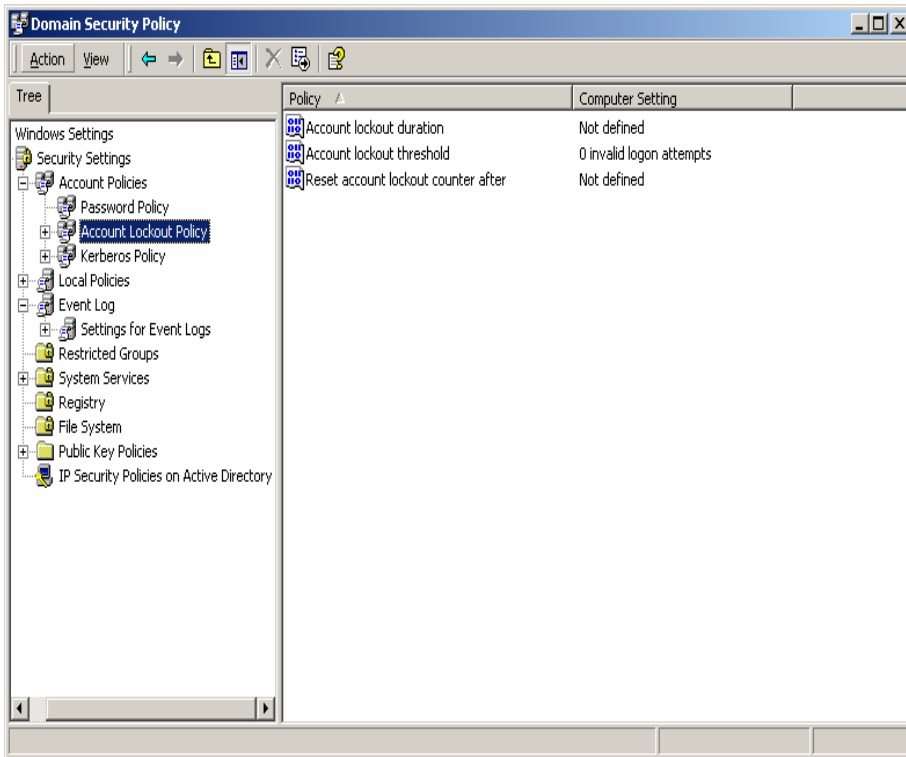 Domain Security Policy
Action View
Tree
Policy Computer Setting
Windows Settings
Security Settings
Account Policies
Password Policy
Account Lockout Policy
Kerberos Policy
Local Policies
Event Log
Settings for Event Logs
Restricted Groups
System Services
Registry
File System
Public Key Policies
IP Security Policies on Active Directory
Account lockout duration Not defined
Account lockout threshold 0 invalid logon attempts
Reset account lockout counter after Not defined